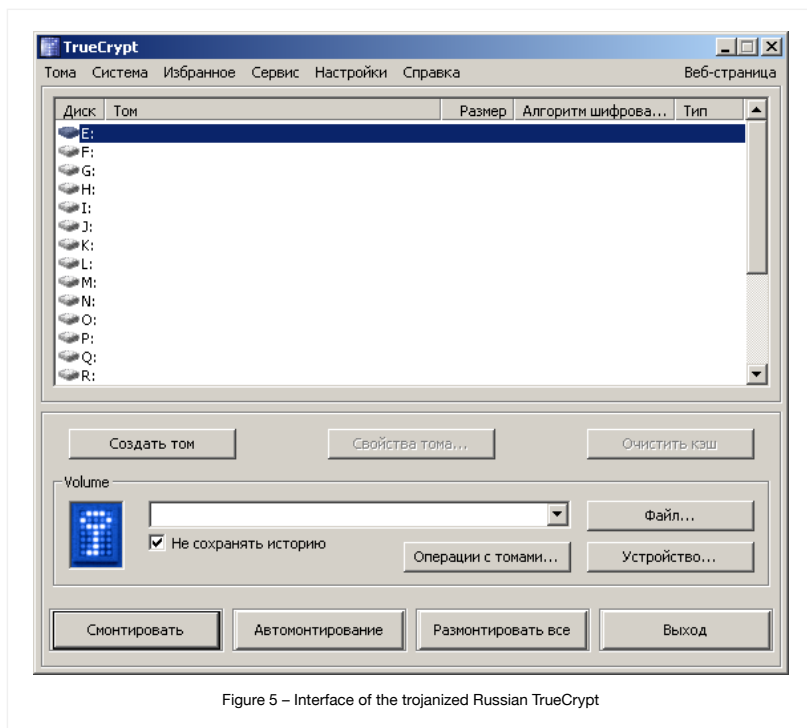 TrueCrypt
Тома Система Избранное Сервис Настройки Справка Веб-страница
Диск Том Размер Алгоритм шифрова... Тип
E:
F:
G:
H:
I:
J:
K:
L:
M:
N:
O:
P:
Q:
R:
Создать том Свойства тома... Очистить кэш
Volume
Файл...
Не сохранять историю
Операции с томами... Устройство...
Смонтировать Автомонтирование Размонтировать все Выход
Figure 5 – Interface of the trojanized Russian TrueCrypt